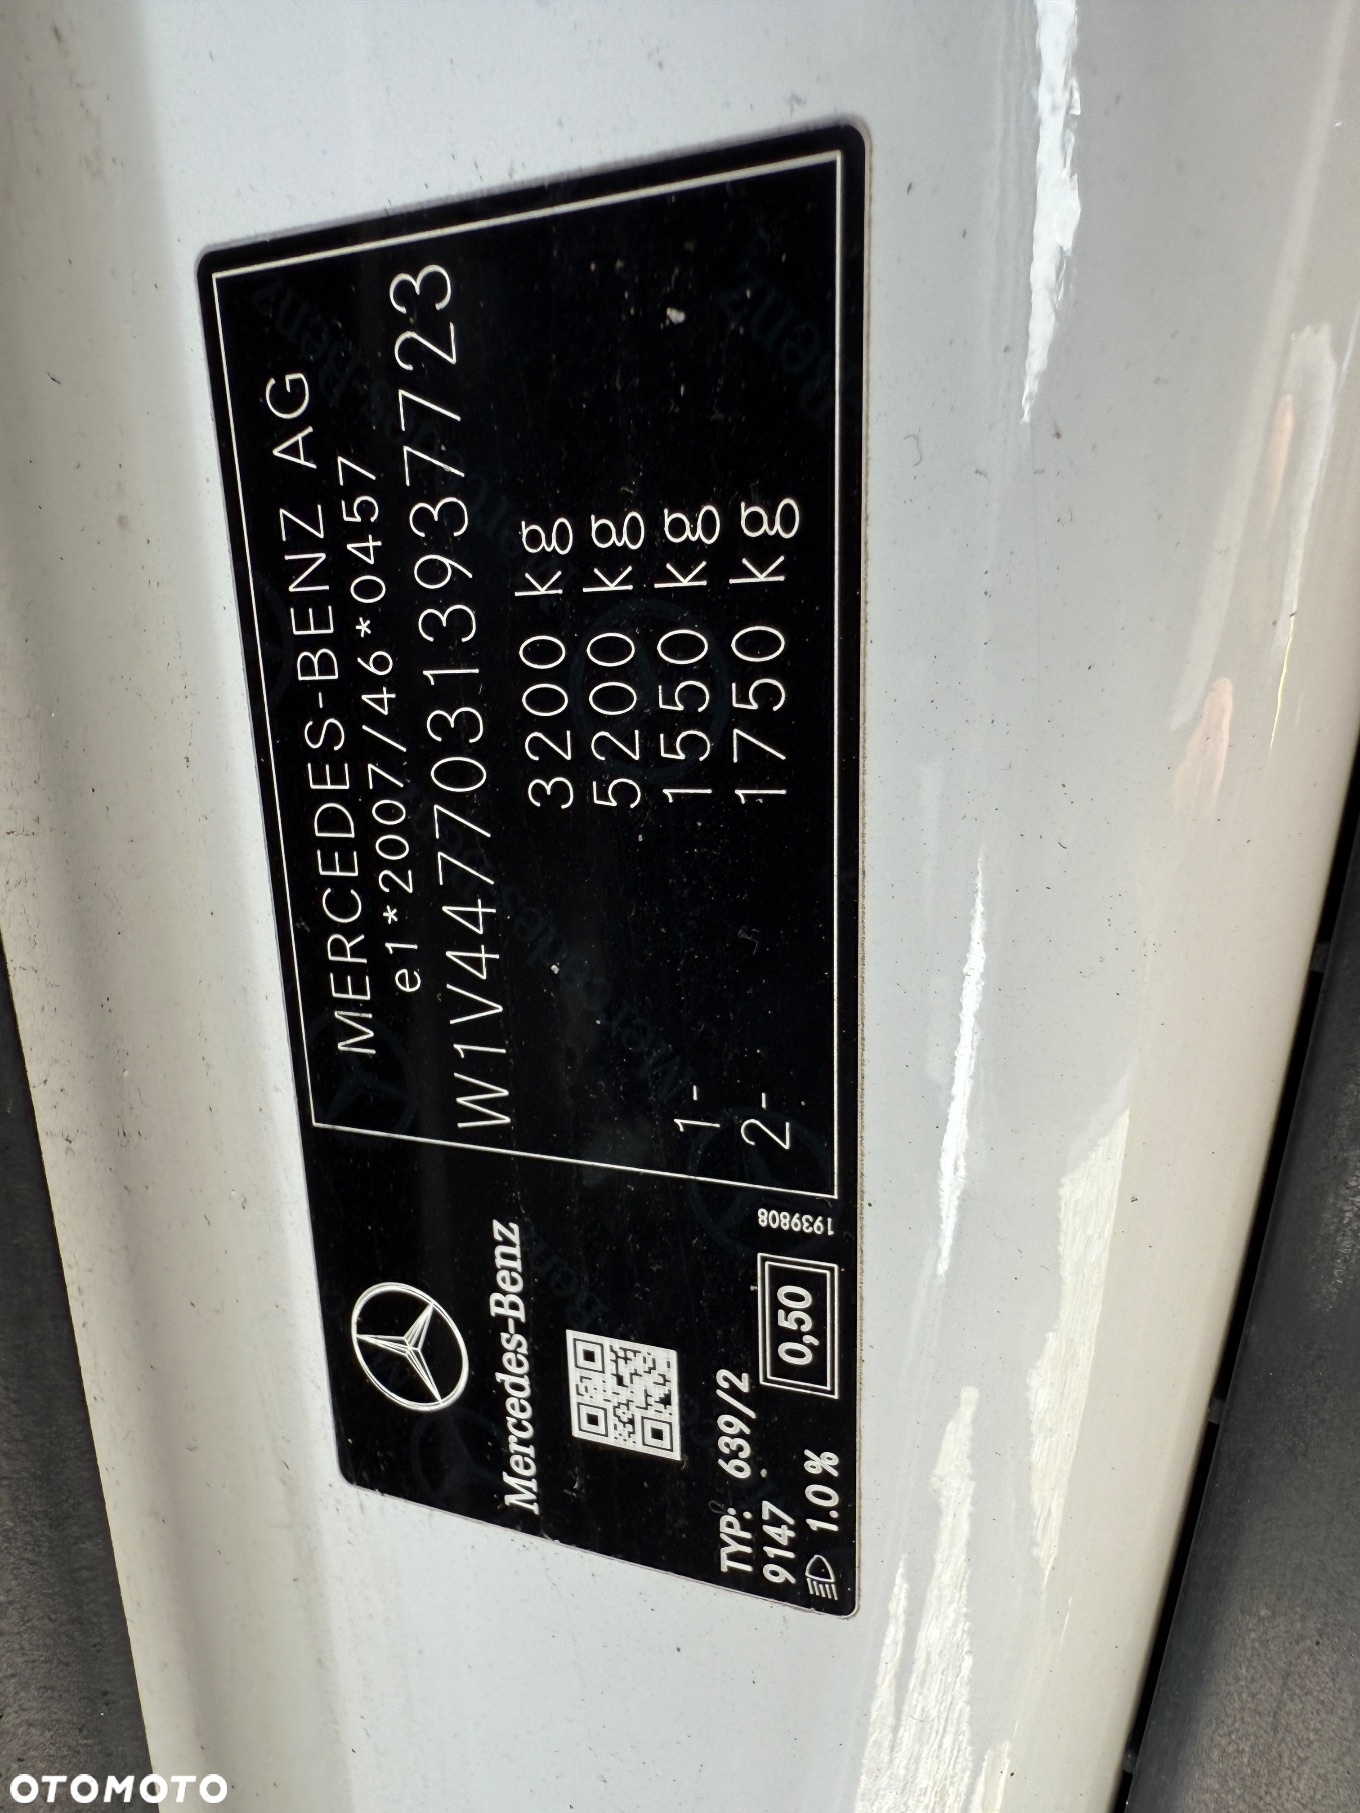 MERCEDES-BENZ AG
e1*2007/46*0457
W1V44770313937723
3200 kg
5200 kg
1- 1550 kg
2- 1750 kg
Mercedes-Benz
TYP: 639/2
9147
1.0%
0,50
1939808
OTOMOTO